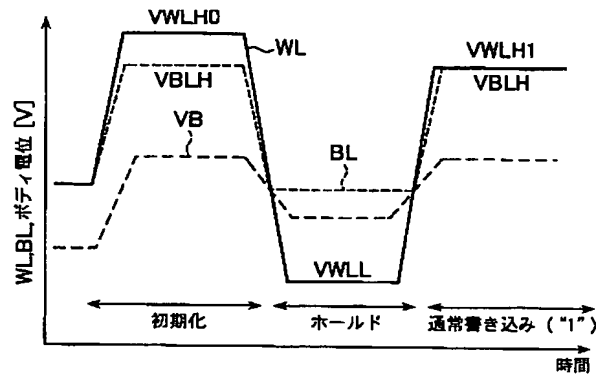 VWLH0
WL
VBLH
VB
BL
VWLL
VWLH1
VBLH
WL,BL,ボディ電位 [V]
初期化
ホールド
通常書き込み ("1")
時間